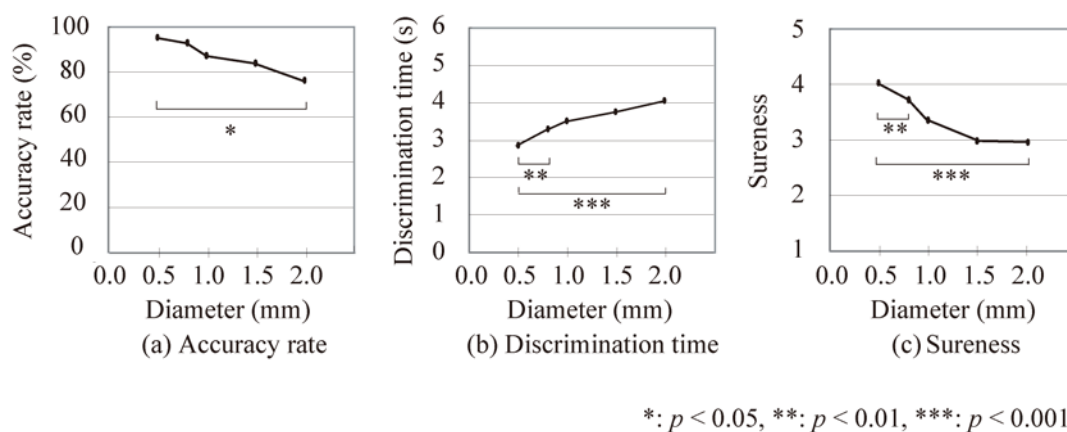 Accuracy rate (%)
100
80
60
40
20
0
*
0.0 0.5 1.0 1.5 2.0
Diameter (mm)
(a) Accuracy rate
Discrimination time (s)
6
5
4
3
2
1
0
**
***
0.0 0.5 1.0 1.5 2.0
Diameter (mm)
(b) Discrimination time
Sureness
5
4
3
2
1
**
***
0.0 0.5 1.0 1.5 2.0
Diameter (mm)
(c) Sureness
*: p < 0.05, **: p < 0.01, ***: p < 0.001